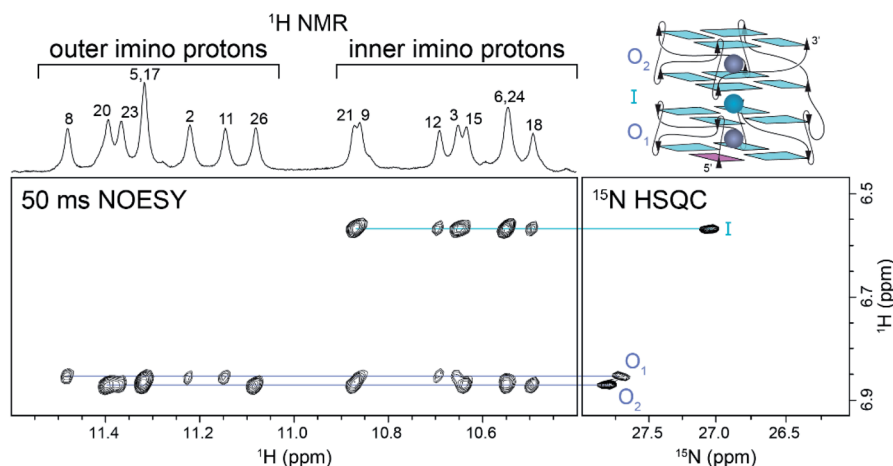 ¹H NMR
outer imino protons
inner imino protons
8
20
23
5,17
2
11
26
21
9
12
3
15
6,24
18
O₂
I
O₁
3'
5'
50 ms NOESY
¹⁵N HSQC
I
O₁
O₂
6.5
6.7
6.9
¹H (ppm)
11.4
11.2
11.0
10.8
10.6
¹H (ppm)
27.5
27.0
26.5
¹⁵N (ppm)